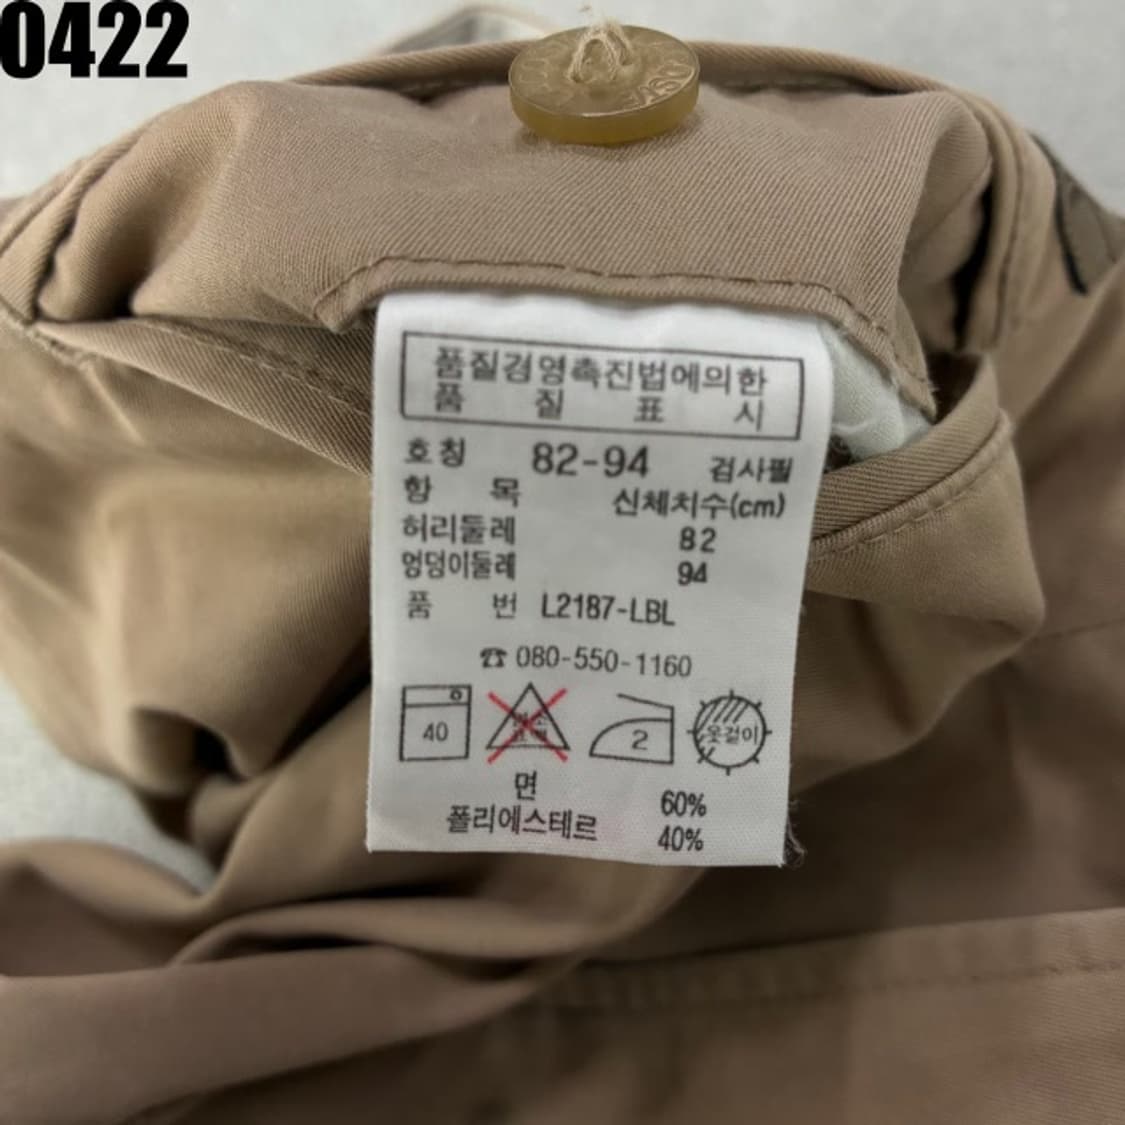 0422
품질경영촉진법에의한
품 질 표 시
호칭 82-94 검사필
항 목 신체치수(cm)
허리둘레 82
엉덩이둘레 94
품 번 L2187-LBL
☎ 080-550-1160
40
2
옷걸이
면 60%
폴리에스테르 40%